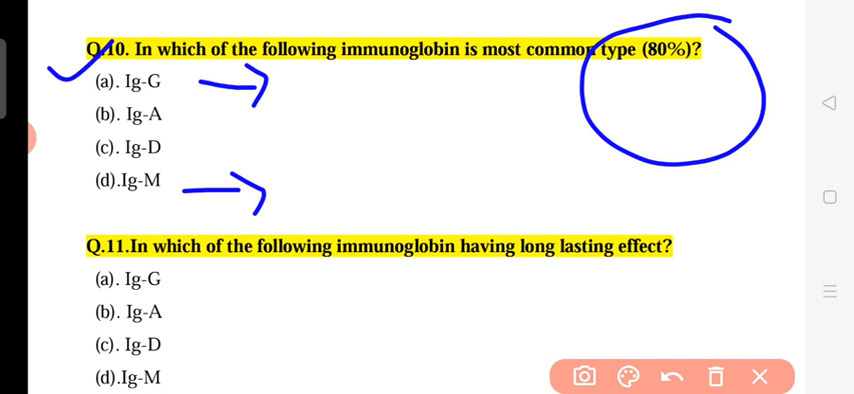 Q.10. In which of the following immunoglobin is most common type (80%)?
(a). Ig-G
(b). Ig-A
(c). Ig-D
(d).Ig-M
Q.11.In which of the following immunoglobin having long lasting effect?
(a). Ig-G
(b). Ig-A
(c). Ig-D
(d).Ig-M